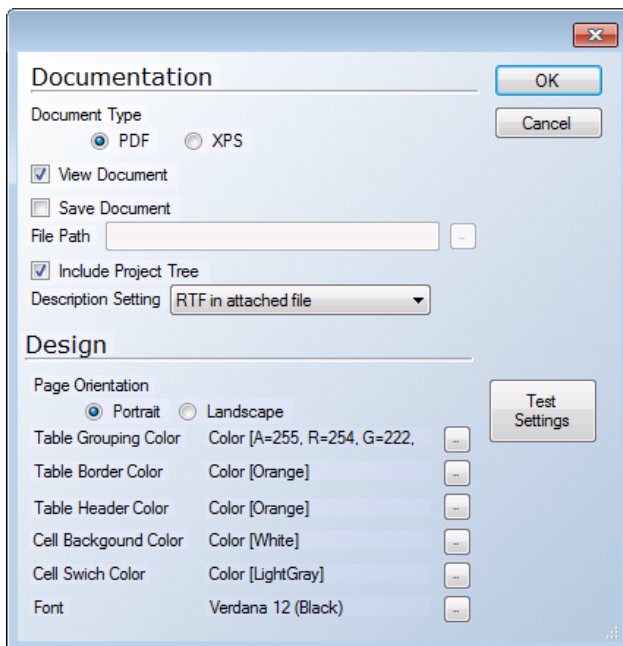 Documentation
OK
Document Type
Cancel
PDF XPS
View Document
Save Document
File Path ..
Include Project Tree
Description Setting RTF in attached file
Design
Page Orientation
Portrait Landscape
Test
Settings
Table Grouping Color Color [A=255, R=254, G=222, ..
Table Border Color Color [Orange] ..
Table Header Color Color [Orange] ..
Cell Backgound Color Color [White] ..
Cell Swich Color Color [LightGray] ..
Font Verdana 12 (Black) ..